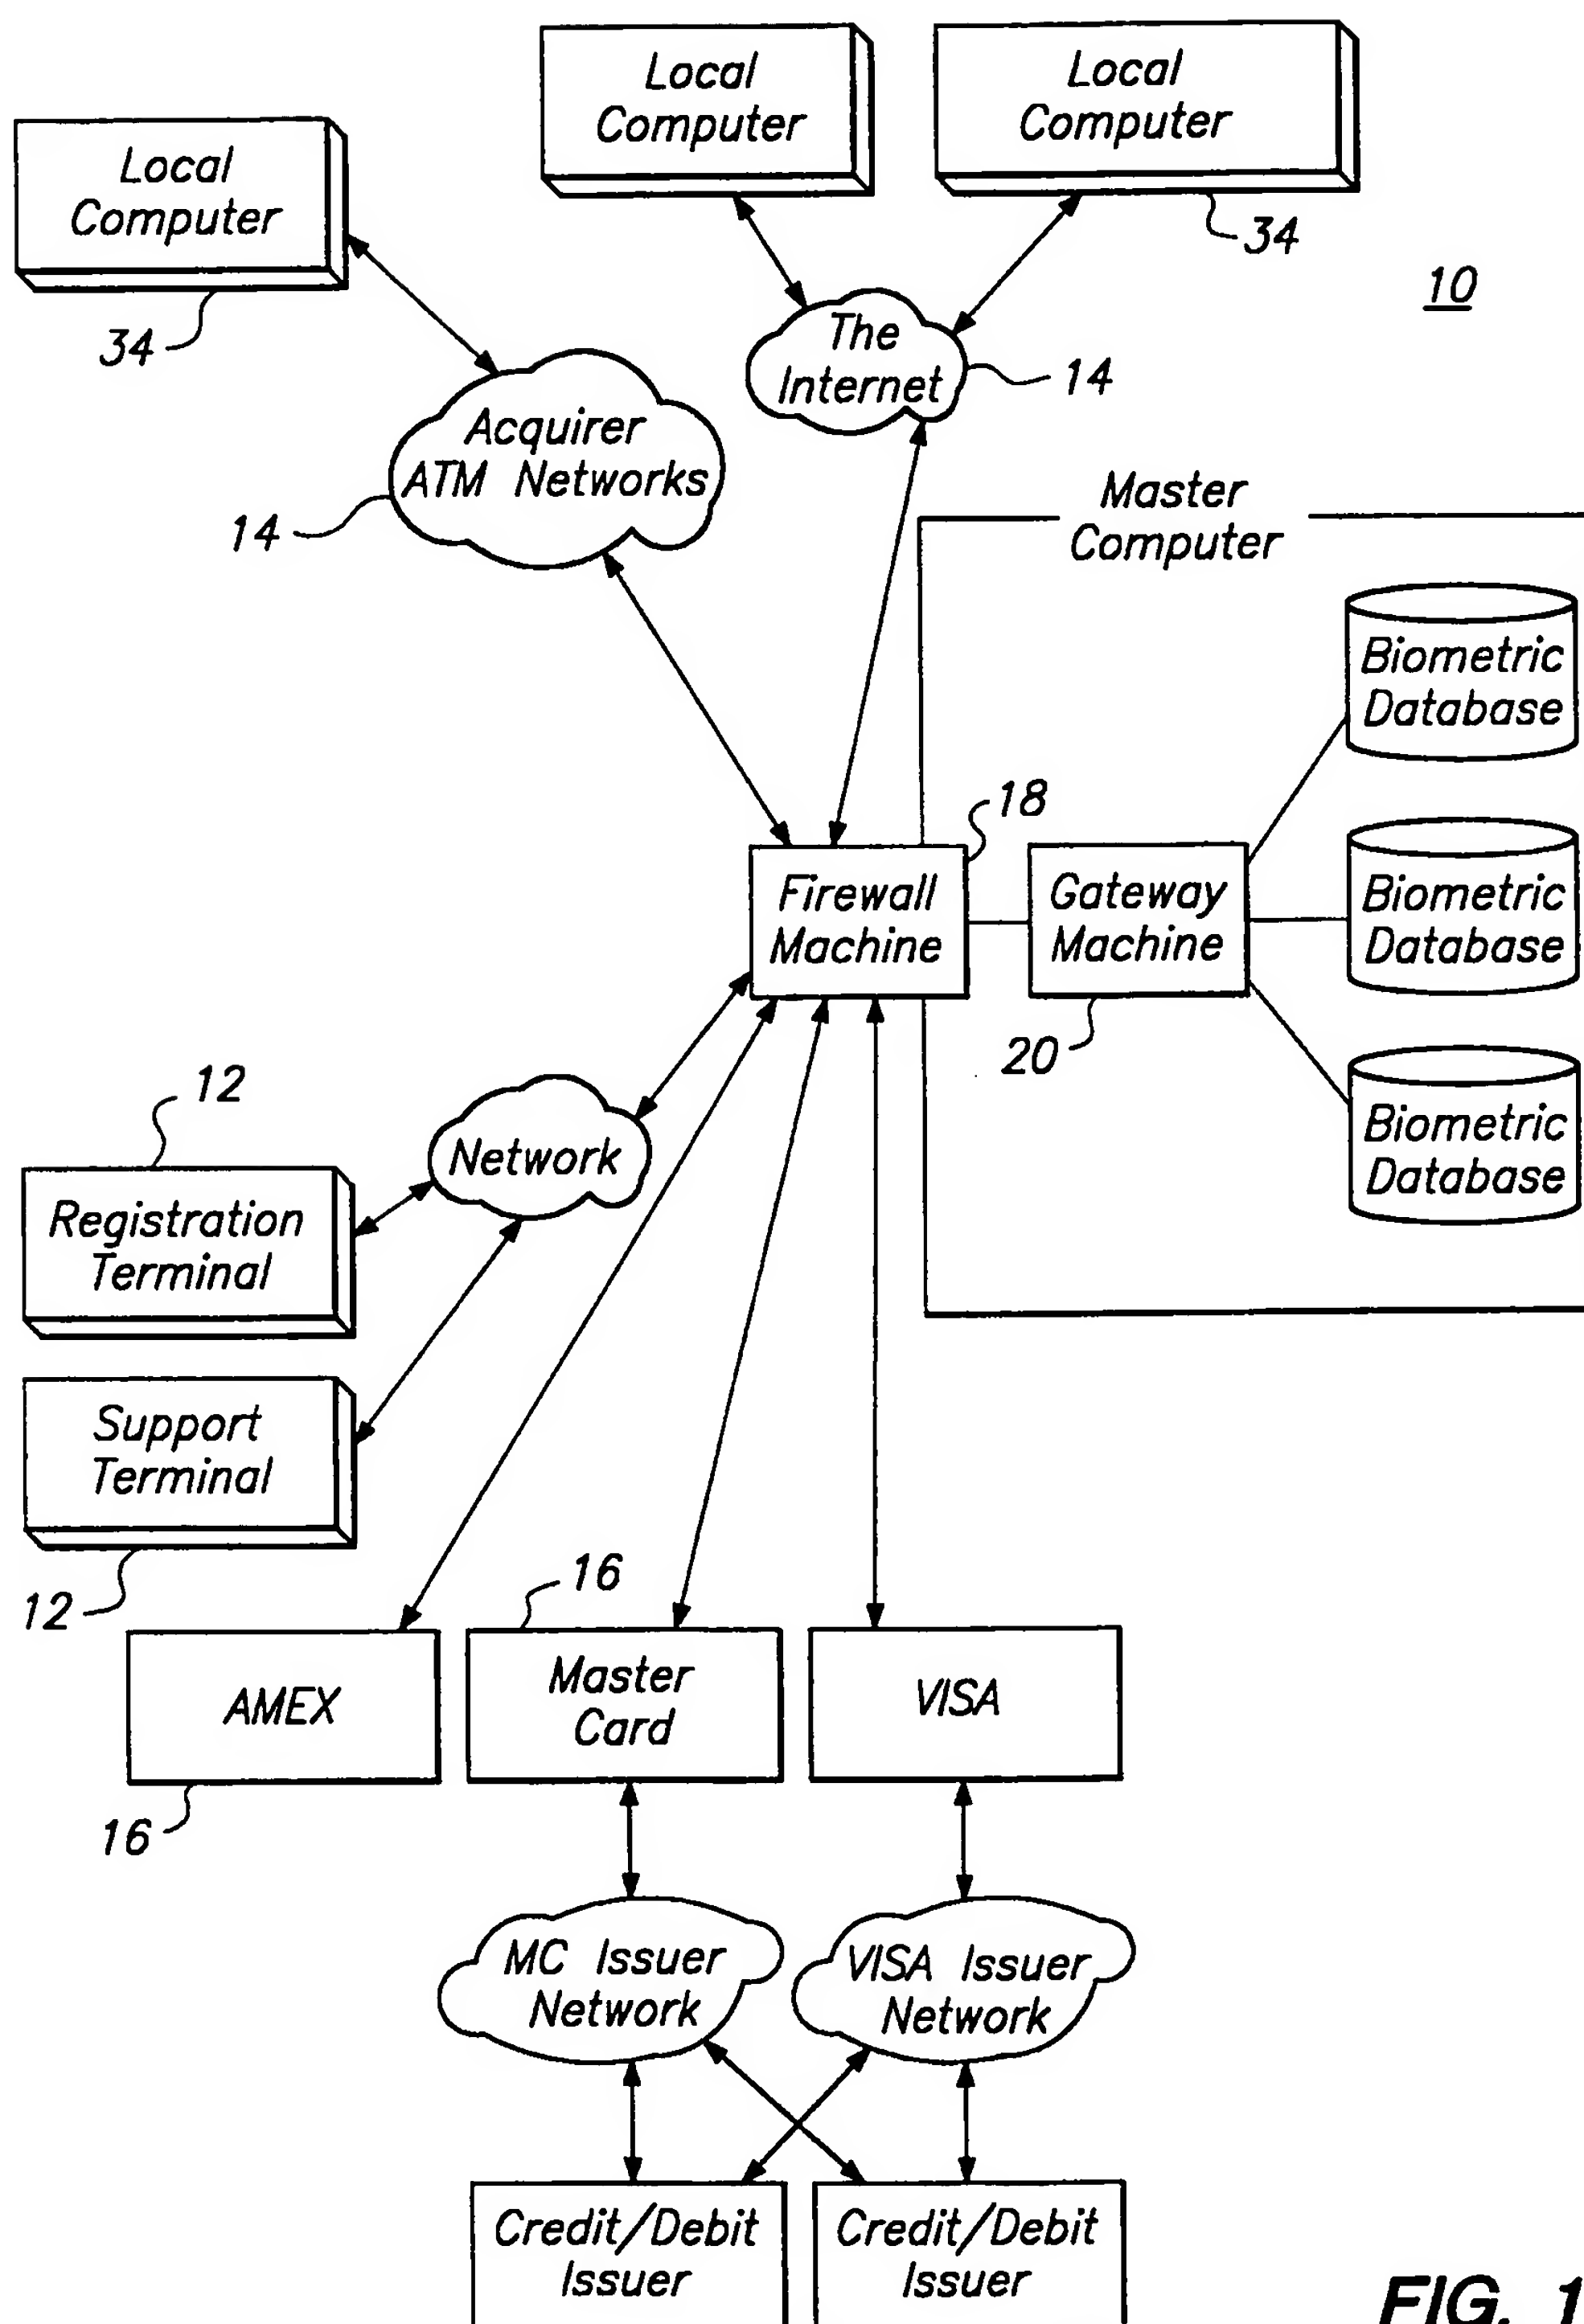 Local
Computer
Local
Computer
Local
Computer
34
34
10
The
Internet
14
Acquirer
ATM Networks
14
Master
Computer
Biometric
Database
18
Firewall
Machine
Gateway
Machine
Biometric
Database
20
12
Network
Biometric
Database
Registration
Terminal
Support
Terminal
12
16
AMEX
Master
Card
VISA
16
MC Issuer
Network
VISA Issuer
Network
Credit/Debit
Issuer
Credit/Debit
Issuer
FIG. 1